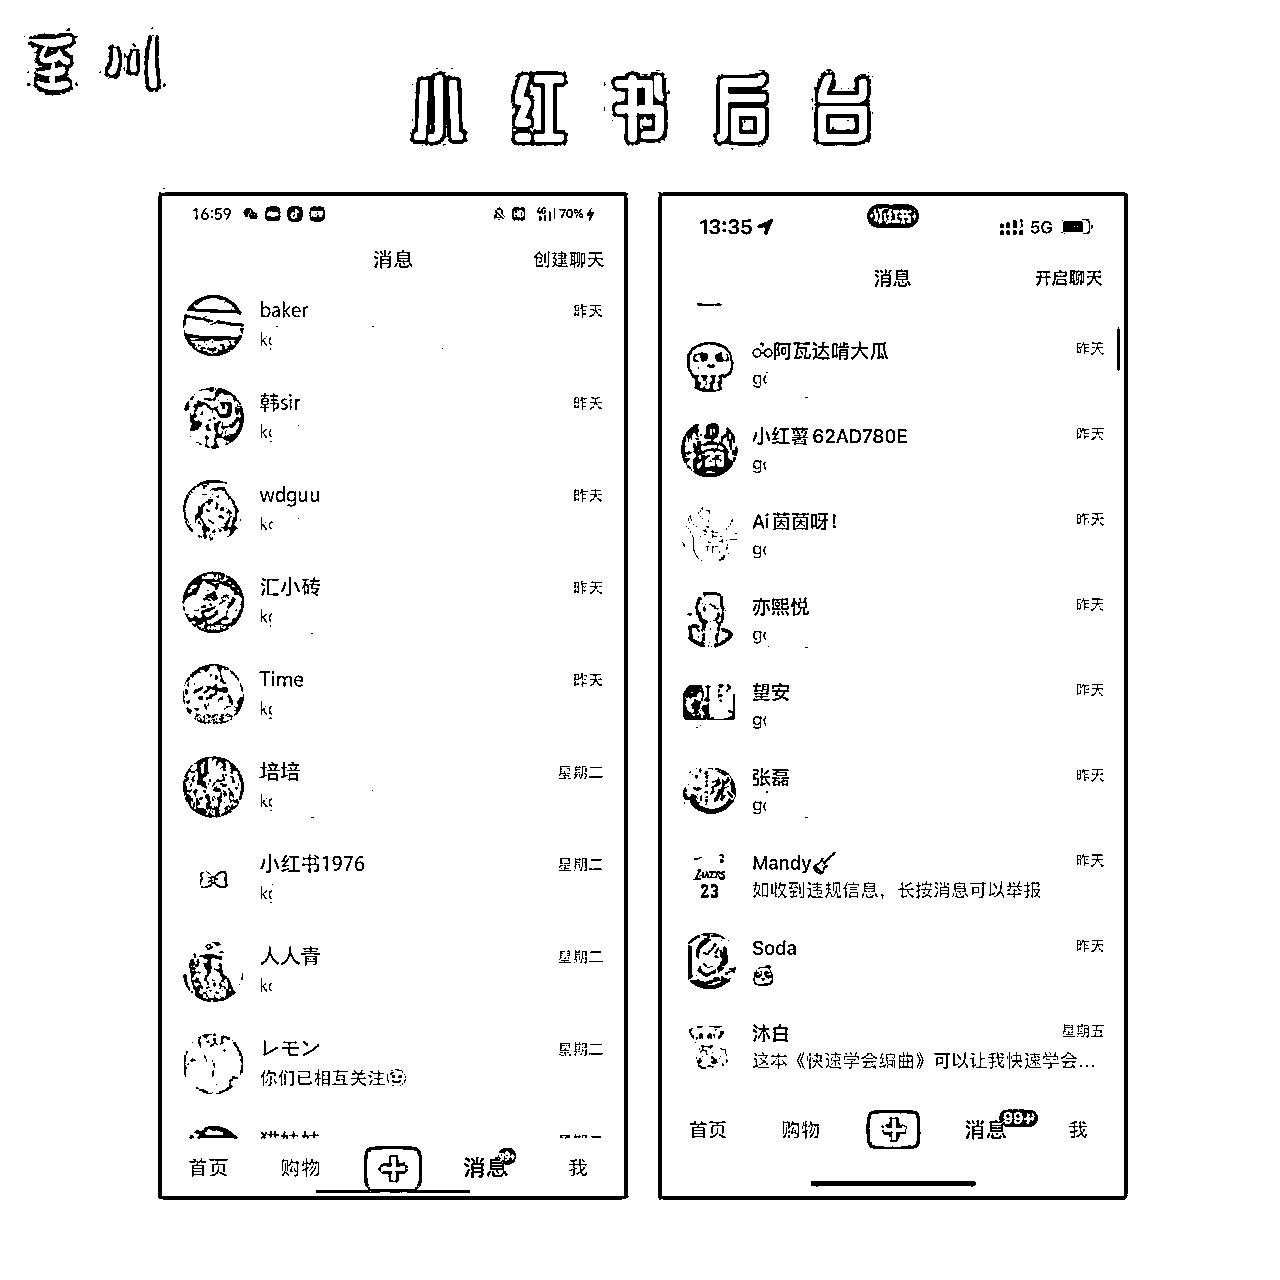 至川
小红书后台
16:59
70%
消息
创建聊天
baker
昨天
韩sir
昨天
wdguu
昨天
汇小砖
昨天
Time
昨天
培培
星期二
小红书1976
星期二
人人青
星期二
レモン
星期二
你们已相互关注
首页
购物
消息
我
13:35
小红书
5G
消息
开启聊天
阿瓦达啃大瓜
昨天
小红薯62AD780E
昨天
Ai茵茵呀!
昨天
亦熙悦
昨天
望安
昨天
张磊
昨天
Mandy
昨天
如收到违规信息，长按消息可以举报
23
Soda
昨天
沐白
星期五
这本《快速学会编曲》可以让我快速学会...
首页
购物
消息
99+
我